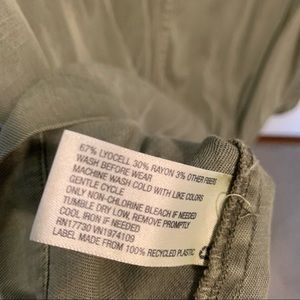 67% LYOCELL 30% RAYON 3% OTHER FIBERS
WASH BEFORE WEAR
MACHINE WASH COLD WITH LIKE COLORS
GENTLE CYCLE
ONLY NON-CHLORINE BLEACH IF NEEDED
TUMBLE DRY LOW, REMOVE PROMPTLY
COOL IRON IF NEEDED
RN17730 VN1974109
LABEL MADE FROM 100% RECYCLED PLASTIC